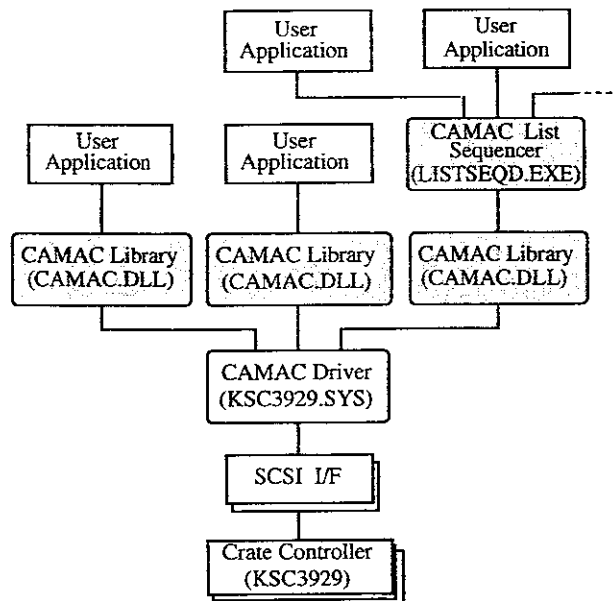 User
Application
User
Application
CAMAC List
Sequencer
(LISTSEQD.EXE)
User
Application
User
Application
CAMAC Library
(CAMAC.DLL)
CAMAC Library
(CAMAC.DLL)
CAMAC Library
(CAMAC.DLL)
CAMAC Driver
(KSC3929.SYS)
SCSI I/F
Crate Controller
(KSC3929)